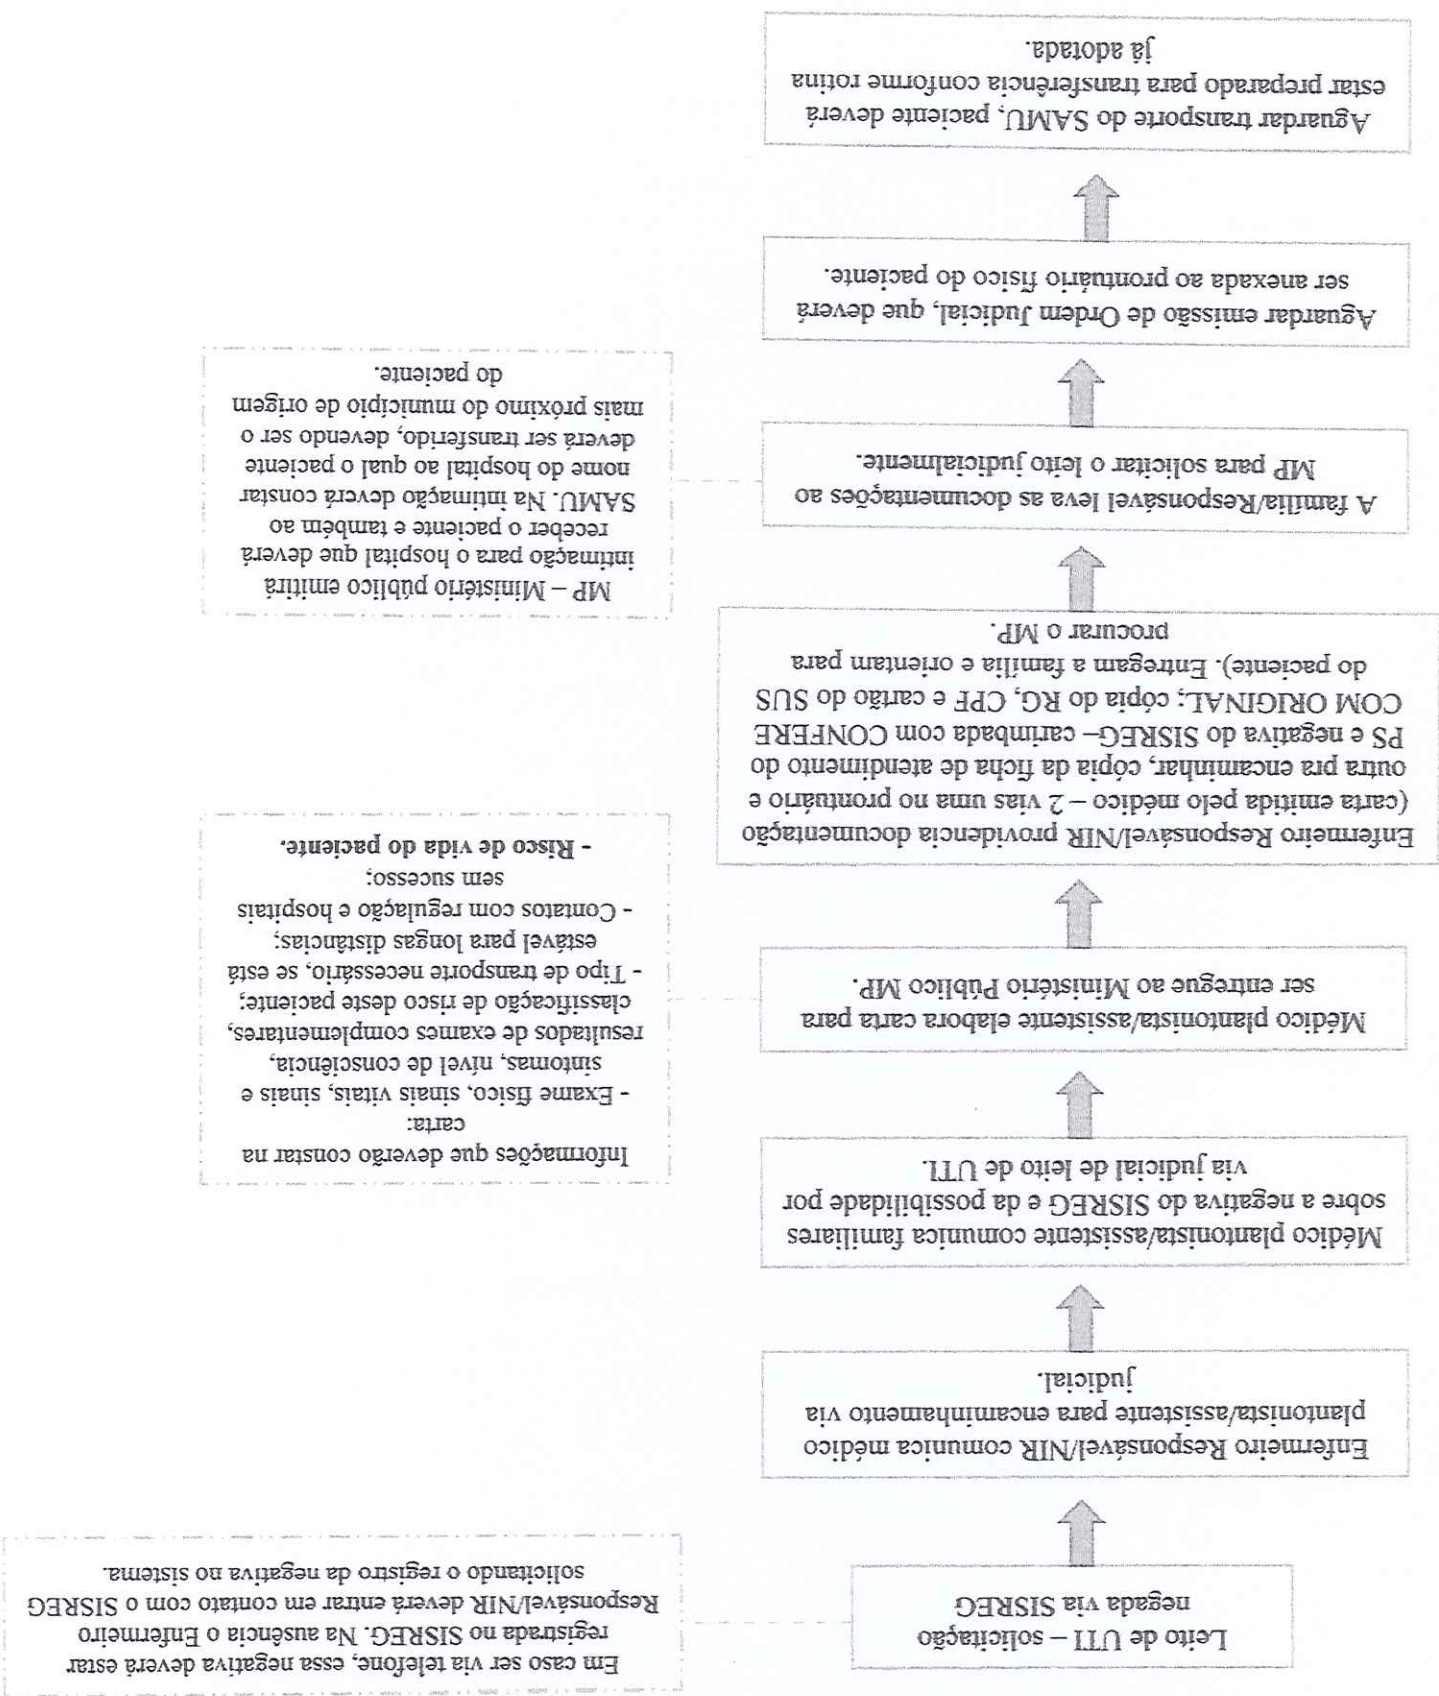 Leito de UTI – solicitação
negada via SISREG
Em caso ser via telefone, essa negativa deverá estar
registrada no SISREG. Na ausência o Enfermeiro
Responsável/NIR deverá entrar em contato com o SISREG
solicitando o registro da negativa no sistema.
Enfermeiro Responsável/NIR comunica médico
plantonista/assistente para encaminhamento via
judicial.
Médico plantonista/assistente comunica familiares
sobre a negativa do SISREG e da possibilidade por
via judicial de leito de UTI.
Médico plantonista/assistente elabora carta para
ser entregue ao Ministério Público MP.
Informações que deverão constar na
carta:
- Exame físico, sinais vitais, sinais e
sintomas, nível de consciência,
resultados de exames complementares,
classificação de risco deste paciente;
- Tipo de transporte necessário, se está
estável para longas distâncias;
- Contatos com regulação e hospitais
sem sucesso;
- Risco de vida do paciente.
Enfermeiro Responsável/NIR providencia documentação
(carta emitida pelo médico – 2 vias uma no prontuário e
outra pra encaminhar, cópia da ficha de atendimento do
PS e negativa do SISREG– carimbada com CONFERE
COM ORIGINAL; cópia do RG, CPF e cartão do SUS
do paciente). Entregam a família e orientam para
procurar o MP.
A família/Responsável leva as documentações ao
MP para solicitar o leito judicialmente.
MP – Ministério público emitirá
intimação para o hospital que deverá
receber o paciente e também ao
SAMU. Na intimação deverá constar
nome do hospital ao qual o paciente
deverá ser transferido, devendo ser o
mais próximo do município de origem
do paciente.
Aguardar emissão de Ordem Judicial, que deverá
ser anexada ao prontuário físico do paciente.
Aguardar transporte do SAMU, paciente deverá
estar preparado para transferência conforme rotina
já adotada.